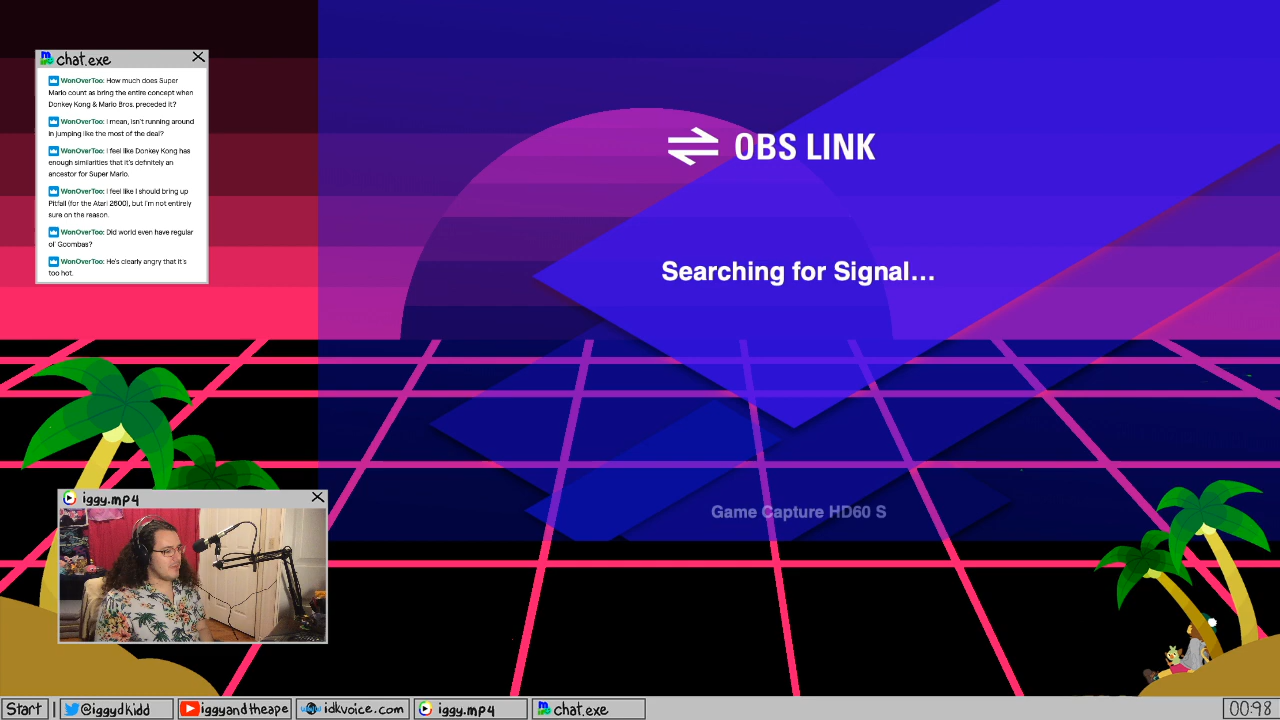 chat.exe
WonOverToo: How much does Super
Mario count as bring the entire concept when
Donkey Kong & Mario Bros. preceded it?
WonOverToo: I mean, isn't running around
in jumping like the most of the deal?
WonOverToo: I feel like Donkey Kong has
enough similarities that it's definitely an
ancestor for Super Mario.
WonOverToo: I feel like I should bring up
Pitfall (for the Atari 2600), but I'm not entirely
sure on the reason.
WonOverToo: Did world even have regular
ol' Goombas?
WonOverToo: He's clearly angry that it's
too hot.
OBS LINK
Searching for Signal...
Game Capture HD60 S
iggy.mp4
Start | @iggydkidd iggyandtheape idkvoice.com iggy.mp4 chat.exe 00:98